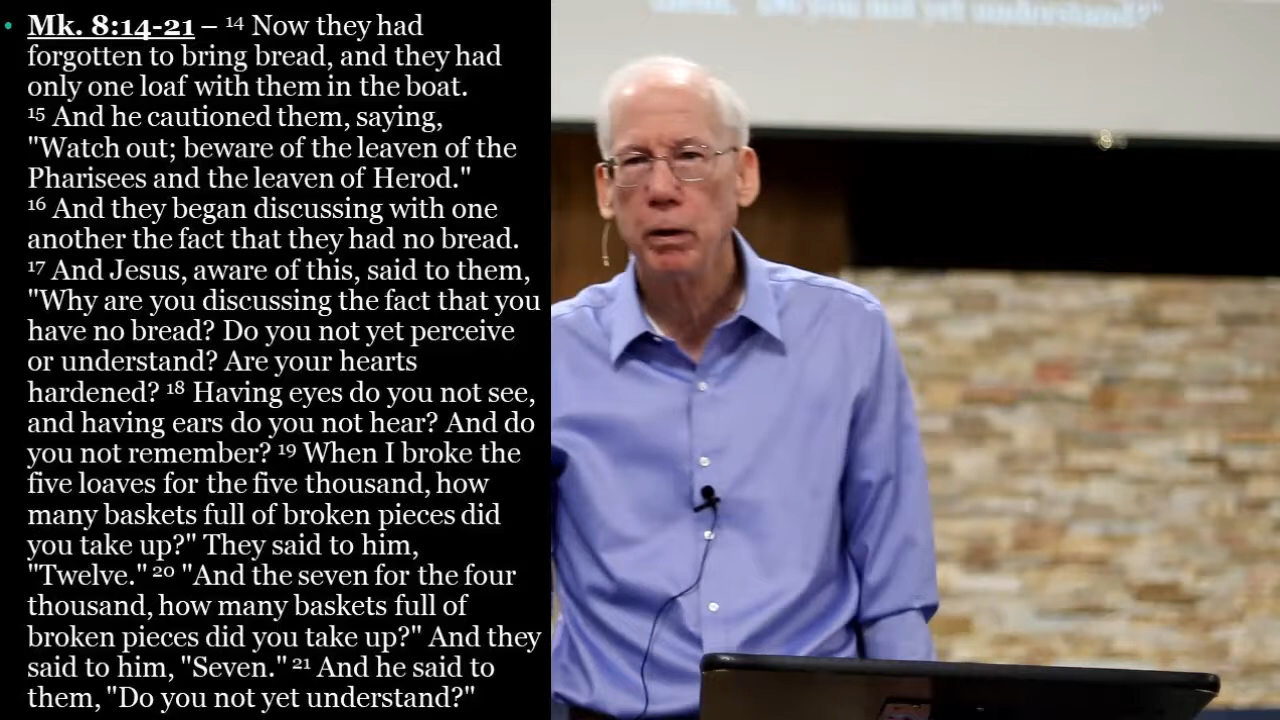 • Mk. 8:14-21 – 14 Now they had
forgotten to bring bread, and they had
only one loaf with them in the boat.
15 And he cautioned them, saying,
"Watch out; beware of the leaven of the
Pharisees and the leaven of Herod."
16 And they began discussing with one
another the fact that they had no bread.
17 And Jesus, aware of this, said to them,
"Why are you discussing the fact that you
have no bread? Do you not yet perceive
or understand? Are your hearts
hardened? 18 Having eyes do you not see,
and having ears do you not hear? And do
you not remember? 19 When I broke the
five loaves for the five thousand, how
many baskets full of broken pieces did
you take up?" They said to him,
"Twelve." 20 "And the seven for the four
thousand, how many baskets full of
broken pieces did you take up?" And they
said to him, "Seven." 21 And he said to
them, "Do you not yet understand?"
them, "Do you not yet understand?"